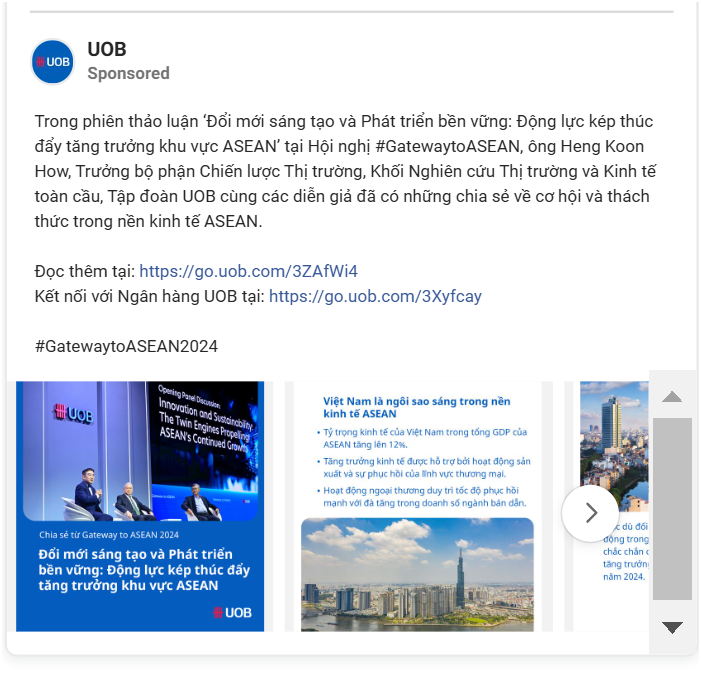 UOB
UOB
Sponsored
Trong phiên thảo luận ‘Đổi mới sáng tạo và Phát triển bền vững: Động lực kép thúc
đẩy tăng trưởng khu vực ASEAN’ tại Hội nghị #GatewaytoASEAN, ông Heng Koon
How, Trưởng bộ phận Chiến lược Thị trường, Khối Nghiên cứu Thị trường và Kinh tế
toàn cầu, Tập đoàn UOB cùng các diễn giả đã có những chia sẻ về cơ hội và thách
thức trong nền kinh tế ASEAN.
Đọc thêm tại: https://go.uob.com/3ZAfWi4
Kết nối với Ngân hàng UOB tại: https://go.uob.com/3Xyfcay
#GatewaytoASEAN2024
UOB
Opening Panel Discussion:
Innovation and Sustainability:
The Twin Engines Propelling
ASEAN's Continued Growth
Chia sẻ từ Gateway to ASEAN 2024
Đổi mới sáng tạo và Phát triển
bền vững: Động lực kép thúc đẩy
tăng trưởng khu vực ASEAN
UOB
Việt Nam là ngôi sao sáng trong nền
kinh tế ASEAN
• Tỷ trọng kinh tế của Việt Nam trong tổng GDP của
ASEAN tăng lên 12%.
• Tăng trưởng kinh tế được hỗ trợ bởi hoạt động sản
xuất và sự phục hồi của lĩnh vực thương mại.
• Hoạt động ngoại thương duy trì tốc độ phục hồi
mạnh với đà tăng trong doanh số ngành bán dẫn.
dù đối
động trong
chắc chắn
tăng trưởng
năm 2024.